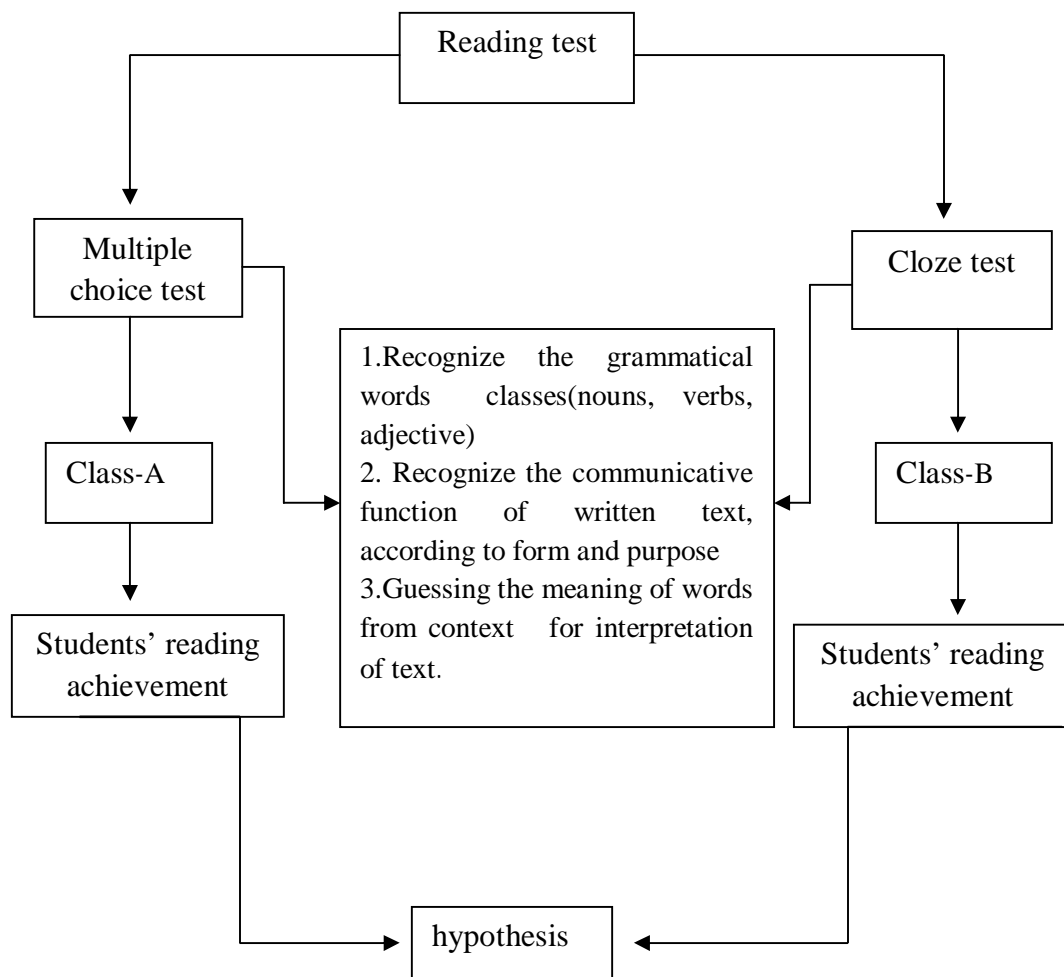 Reading test
Multiple
choice test
Cloze test
1.Recognize the grammatical
words classes(nouns, verbs,
adjective)
2. Recognize the communicative
function of written text,
according to form and purpose
3.Guessing the meaning of words
from context for interpretation
of text.
Class-A
Class-B
Students’ reading
achievement
Students’ reading
achievement
hypothesis